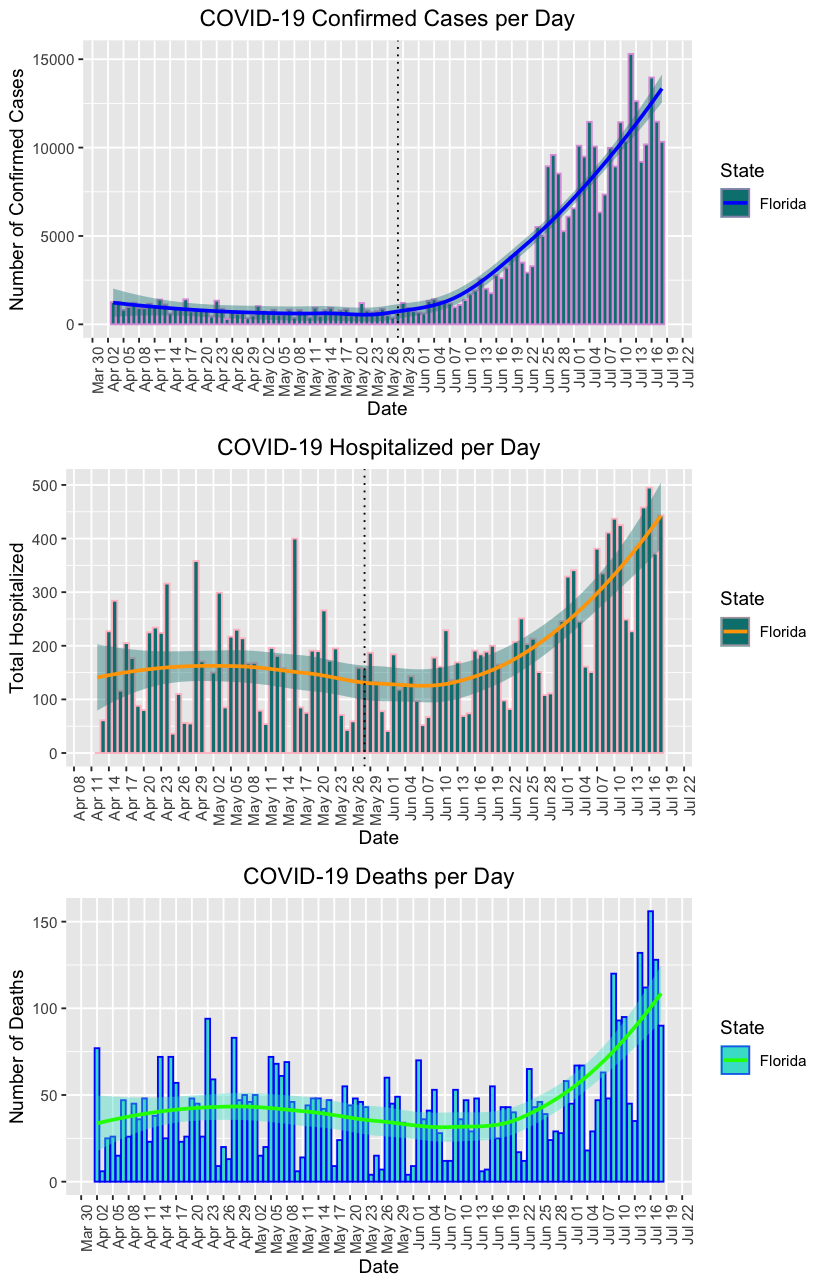 COVID-19 Confirmed Cases per Day
Number of Confirmed Cases
15000
10000
5000
0
Mar 30
Apr 02
Apr 05
Apr 08
Apr 11
Apr 14
Apr 17
Apr 20
Apr 23
Apr 26
Apr 29
May 02
May 05
May 08
May 11
May 14
May 17
May 20
May 23
May 26
May 29
Jun 01
Jun 04
Jun 07
Jun 10
Jun 13
Jun 16
Jun 19
Jun 22
Jun 25
Jun 28
Jul 01
Jul 04
Jul 07
Jul 10
Jul 13
Jul 16
Jul 19
Jul 22
Date
State
Florida
COVID-19 Hospitalized per Day
Total Hospitalized
500
400
300
200
100
0
Apr 08
Apr 11
Apr 14
Apr 17
Apr 20
Apr 23
Apr 26
Apr 29
May 02
May 05
May 08
May 11
May 14
May 17
May 20
May 23
May 26
May 29
Jun 01
Jun 04
Jun 07
Jun 10
Jun 13
Jun 16
Jun 19
Jun 22
Jun 25
Jun 28
Jul 01
Jul 04
Jul 07
Jul 10
Jul 13
Jul 16
Jul 19
Jul 22
Date
State
Florida
COVID-19 Deaths per Day
Number of Deaths
150
100
50
0
Mar 30
Apr 02
Apr 05
Apr 08
Apr 11
Apr 14
Apr 17
Apr 20
Apr 23
Apr 26
Apr 29
May 02
May 05
May 08
May 11
May 14
May 17
May 20
May 23
May 26
May 29
Jun 01
Jun 04
Jun 07
Jun 10
Jun 13
Jun 16
Jun 19
Jun 22
Jun 25
Jun 28
Jul 01
Jul 04
Jul 07
Jul 10
Jul 13
Jul 16
Jul 19
Jul 22
Date
State
Florida